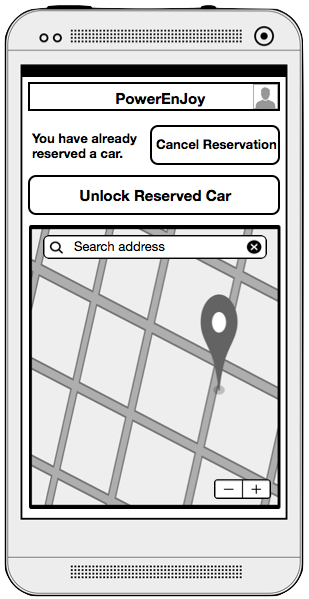 PowerEnJoy
You have already
reserved a car.
Cancel Reservation
Unlock Reserved Car
Search address